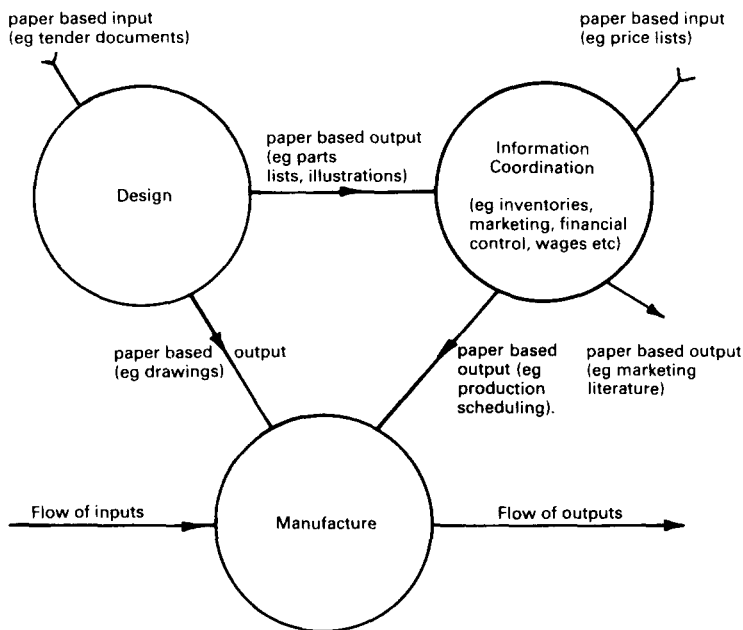 paper based input
(eg tender documents)
paper based input
(eg price lists)
paper based output
(eg parts
lists, illustrations)
Information
Coordination
(eg inventories,
marketing, financial
control, wages etc)
Design
paper based output
(eg drawings)
paper based
output (eg
production
scheduling).
paper based output
(eg marketing
literature)
Flow of inputs
Manufacture
Flow of outputs